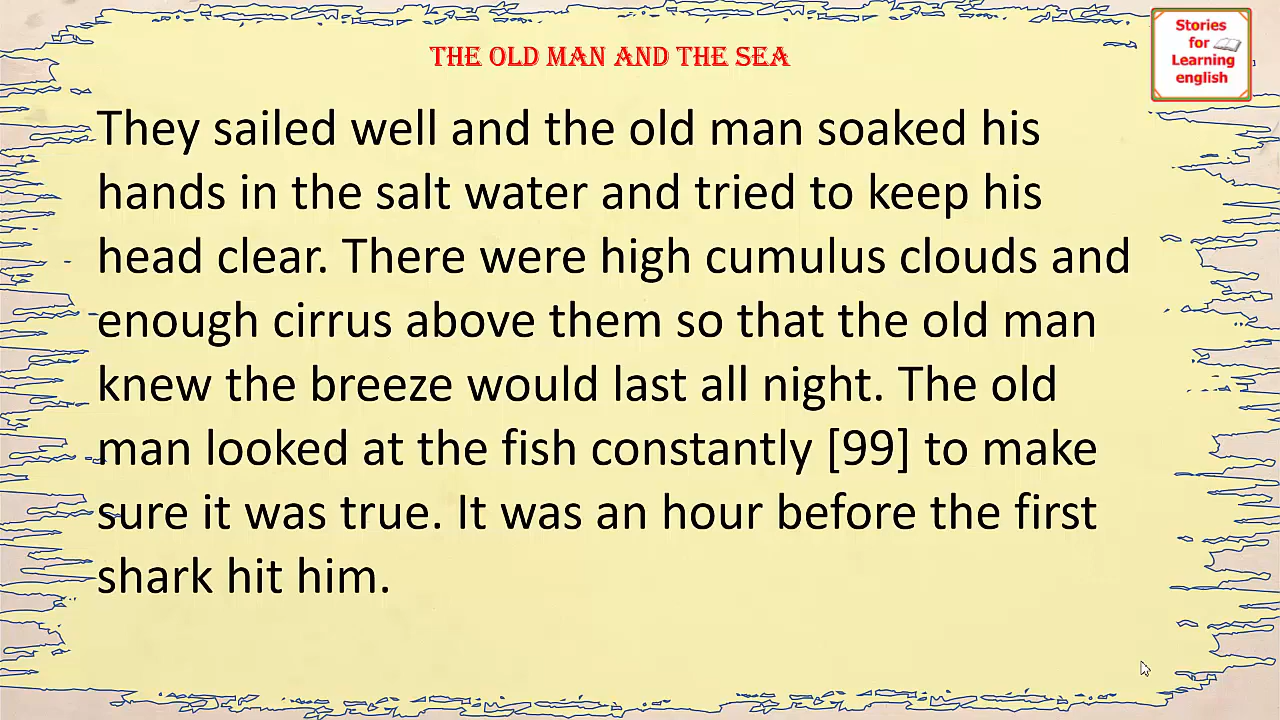 THE OLD MAN AND THE SEA
Stories
for
Learning
english
They sailed well and the old man soaked his
hands in the salt water and tried to keep his
head clear. There were high cumulus clouds and
enough cirrus above them so that the old man
knew the breeze would last all night. The old
man looked at the fish constantly [99] to make
sure it was true. It was an hour before the first
shark hit him.